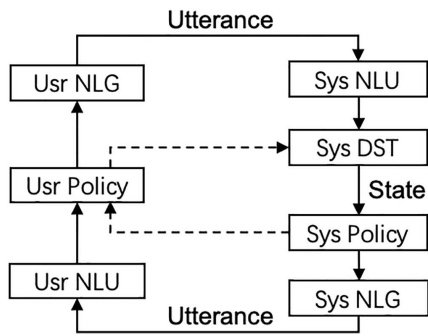 Utterance
Usr NLG
Sys NLU
Sys DST
Usr Policy
State
Sys Policy
Usr NLU
Sys NLG
Utterance